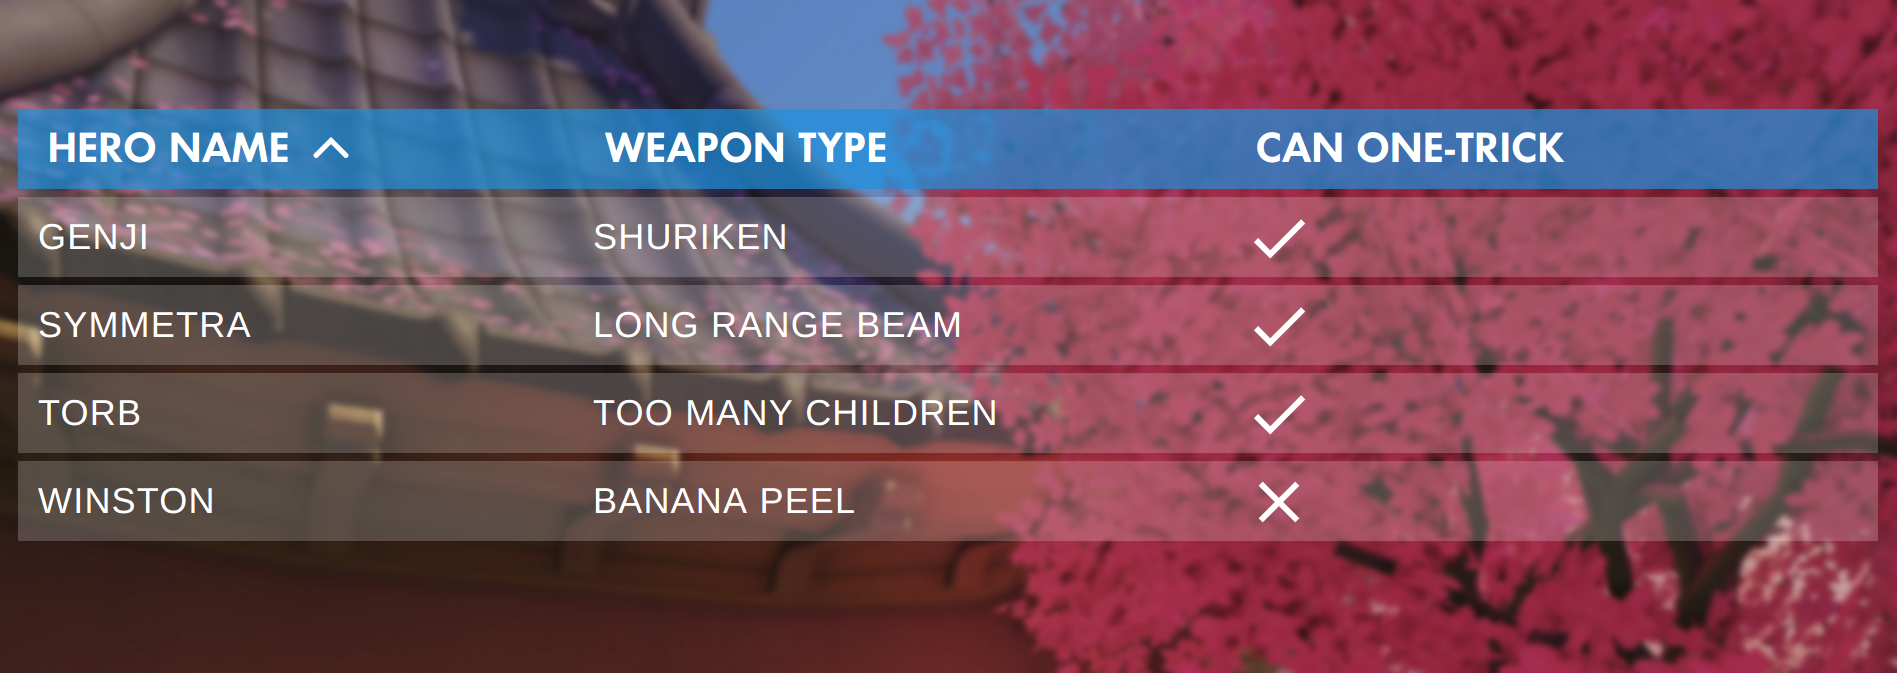 HERO NAME WEAPON TYPE CAN ONE-TRICK
GENJI SHURIKEN
SYMMETRA LONG RANGE BEAM
TORB TOO MANY CHILDREN
WINSTON BANANA PEEL